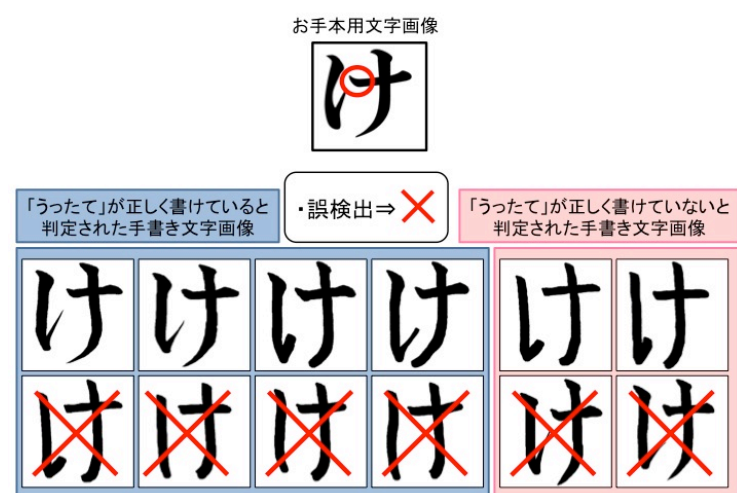 お手本用文字画像
け
「うったて」が正しく書けていると
判定された手書き文字画像
・誤検出⇒
「うったて」が正しく書けていないと
判定された手書き文字画像
け け け け け け
け け け け け け